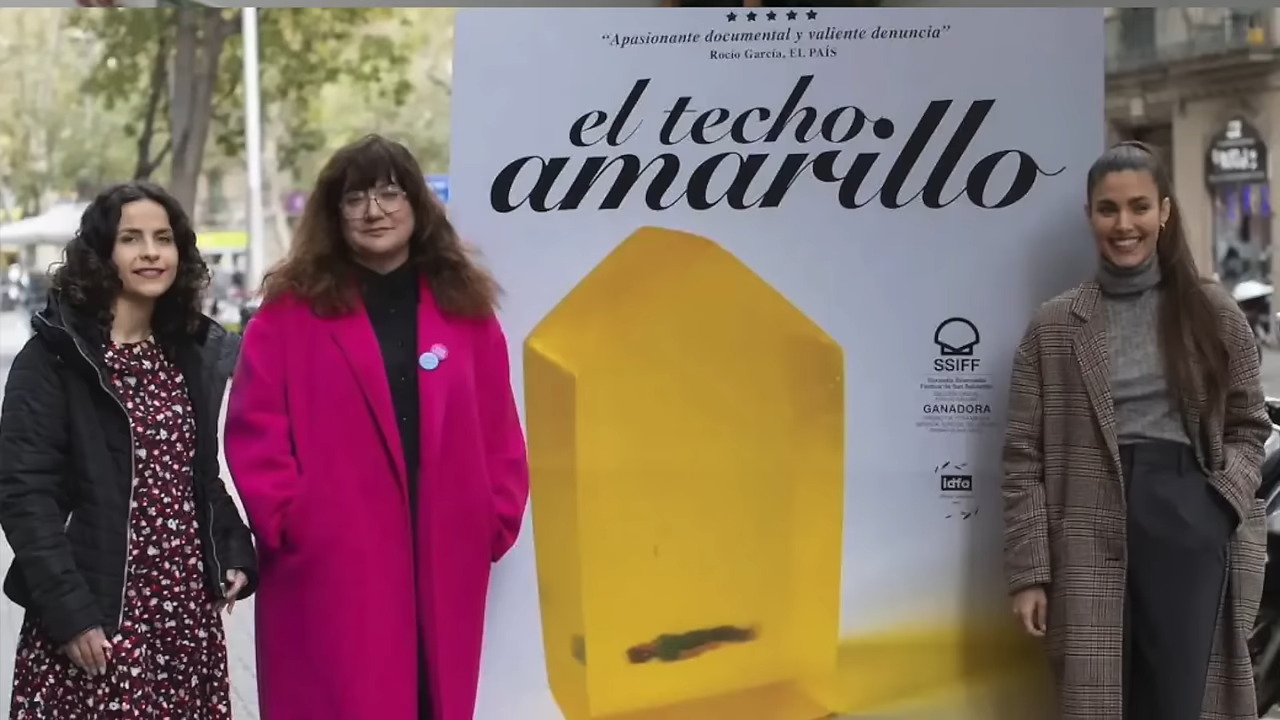 “Apasionante documental y valiente denuncia”
Rocío García, EL PAÍS
el techo
amarillo
SSIFF
GANADORA
idfa